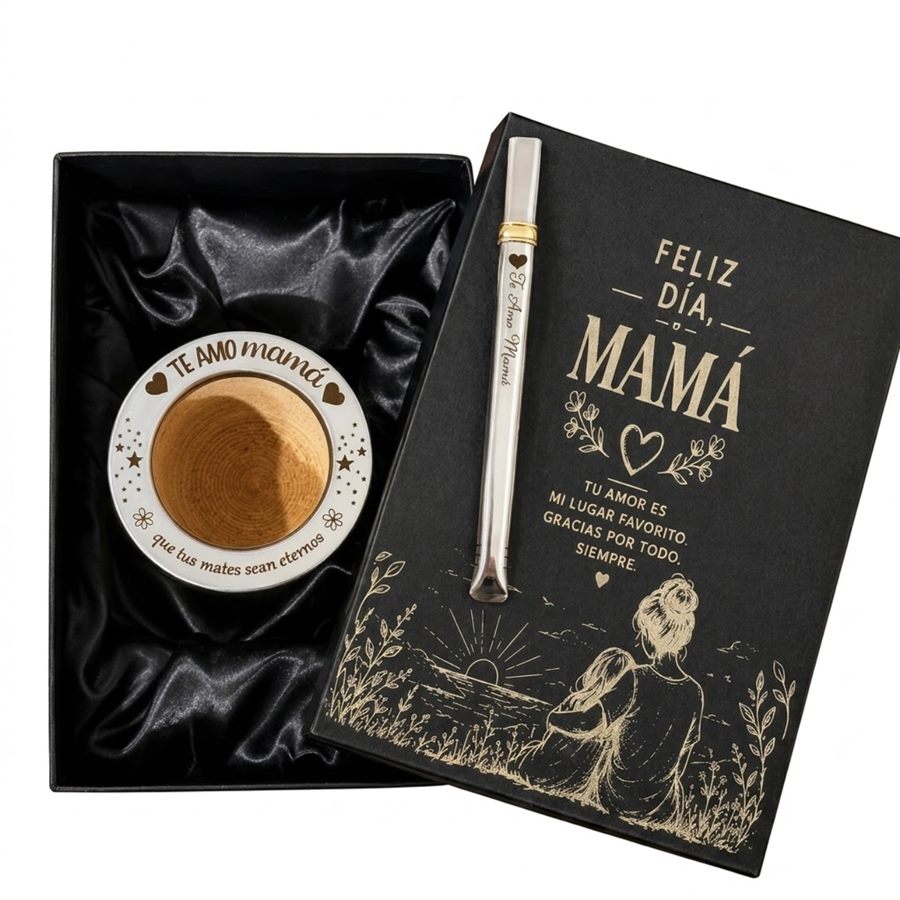 TE AMO mamá
que tus mates sean eternos
Te Amo Mamá
FELIZ
DÍA,
MAMÁ
TU AMOR ES
MI LUGAR FAVORITO.
GRACIAS POR TODO.
SIEMPRE.